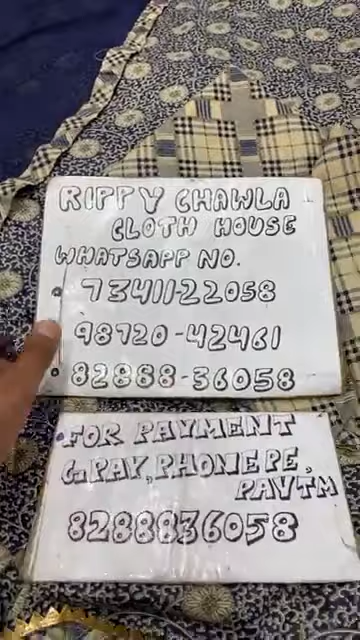 RIPPY CHAWLA
CLOTH HOUSE
WHATSAPP NO.
7341122058
98720-42461
82888-36058
FOR PAYMENT
G.PAY, PHONE PE,
PAYTM
8288836058